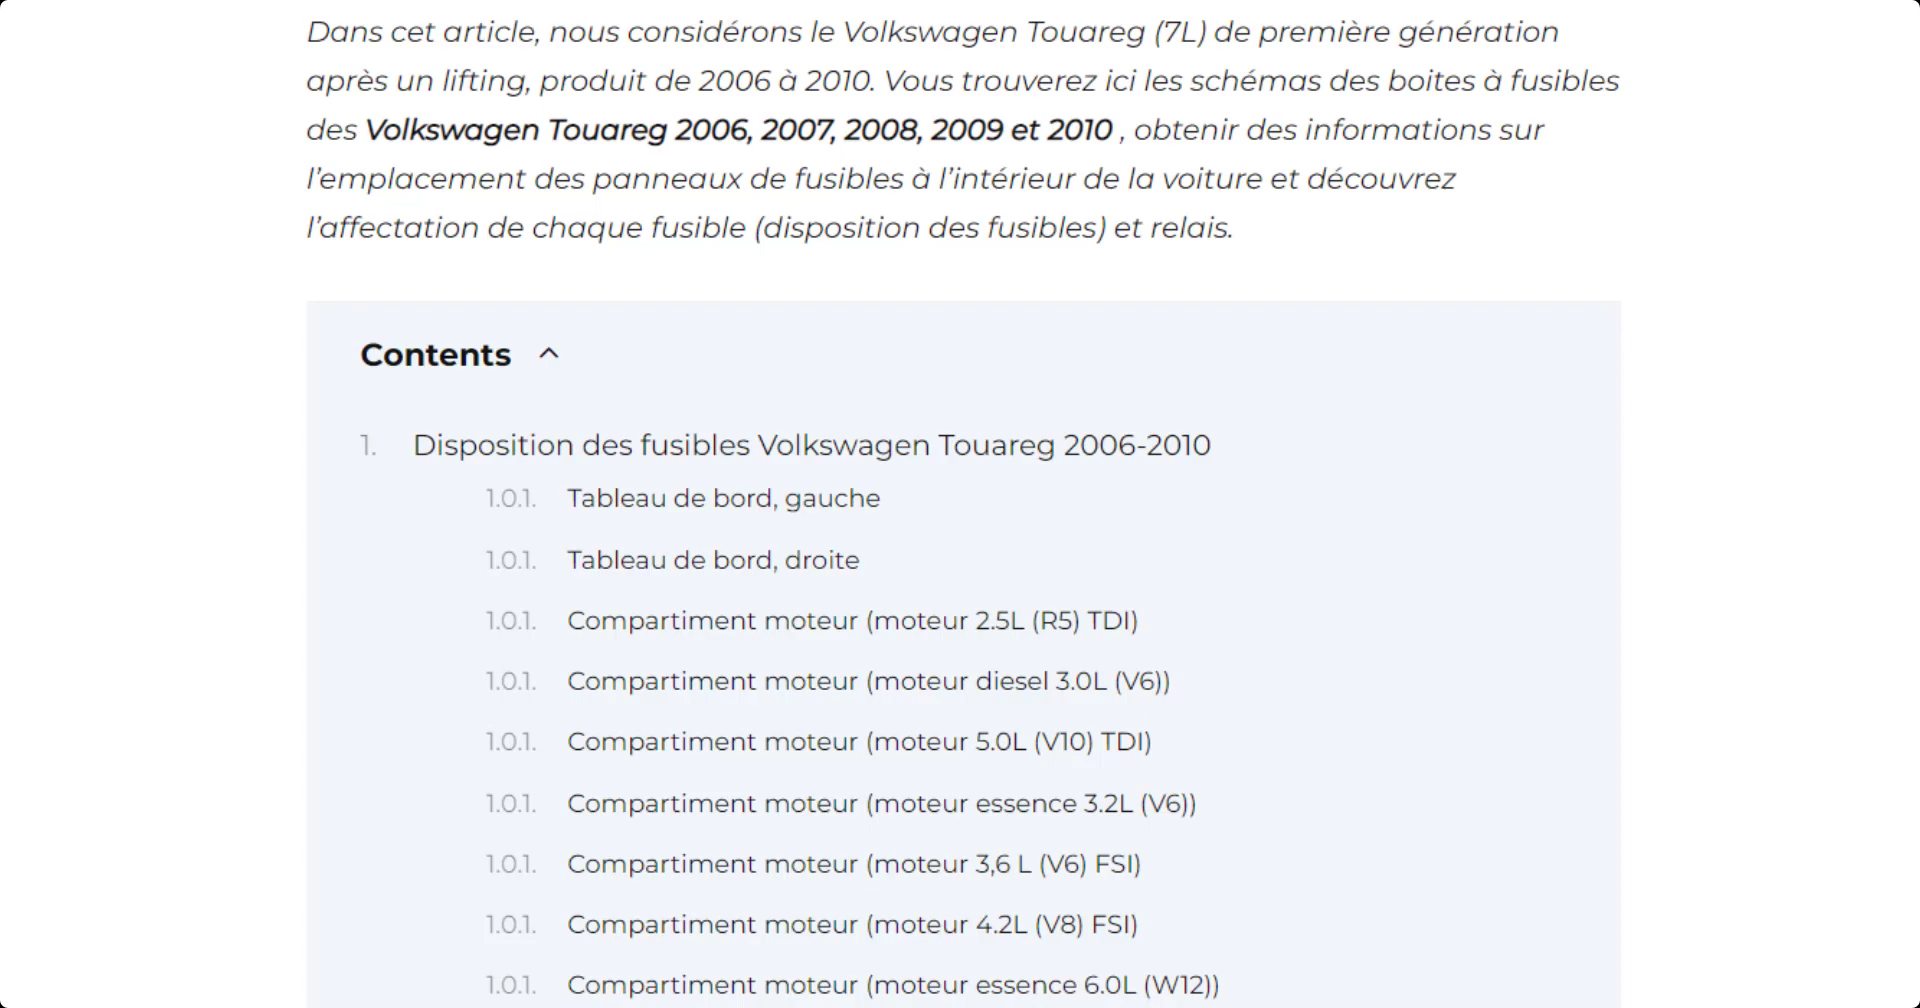 Dans cet article, nous considérons le Volkswagen Touareg (7L) de première génération
après un lifting, produit de 2006 à 2010. Vous trouverez ici les schémas des boites à fusibles
des Volkswagen Touareg 2006, 2007, 2008, 2009 et 2010 , obtenir des informations sur
l’emplacement des panneaux de fusibles à l’intérieur de la voiture et découvrez
l’affectation de chaque fusible (disposition des fusibles) et relais.
Contents
1. Disposition des fusibles Volkswagen Touareg 2006-2010
1.0.1. Tableau de bord, gauche
1.0.1. Tableau de bord, droite
1.0.1. Compartiment moteur (moteur 2.5L (R5) TDI)
1.0.1. Compartiment moteur (moteur diesel 3.0L (V6))
1.0.1. Compartiment moteur (moteur 5.0L (V10) TDI)
1.0.1. Compartiment moteur (moteur essence 3.2L (V6))
1.0.1. Compartiment moteur (moteur 3,6 L (V6) FSI)
1.0.1. Compartiment moteur (moteur 4.2L (V8) FSI)
1.0.1. Compartiment moteur (moteur essence 6.0L (W12))